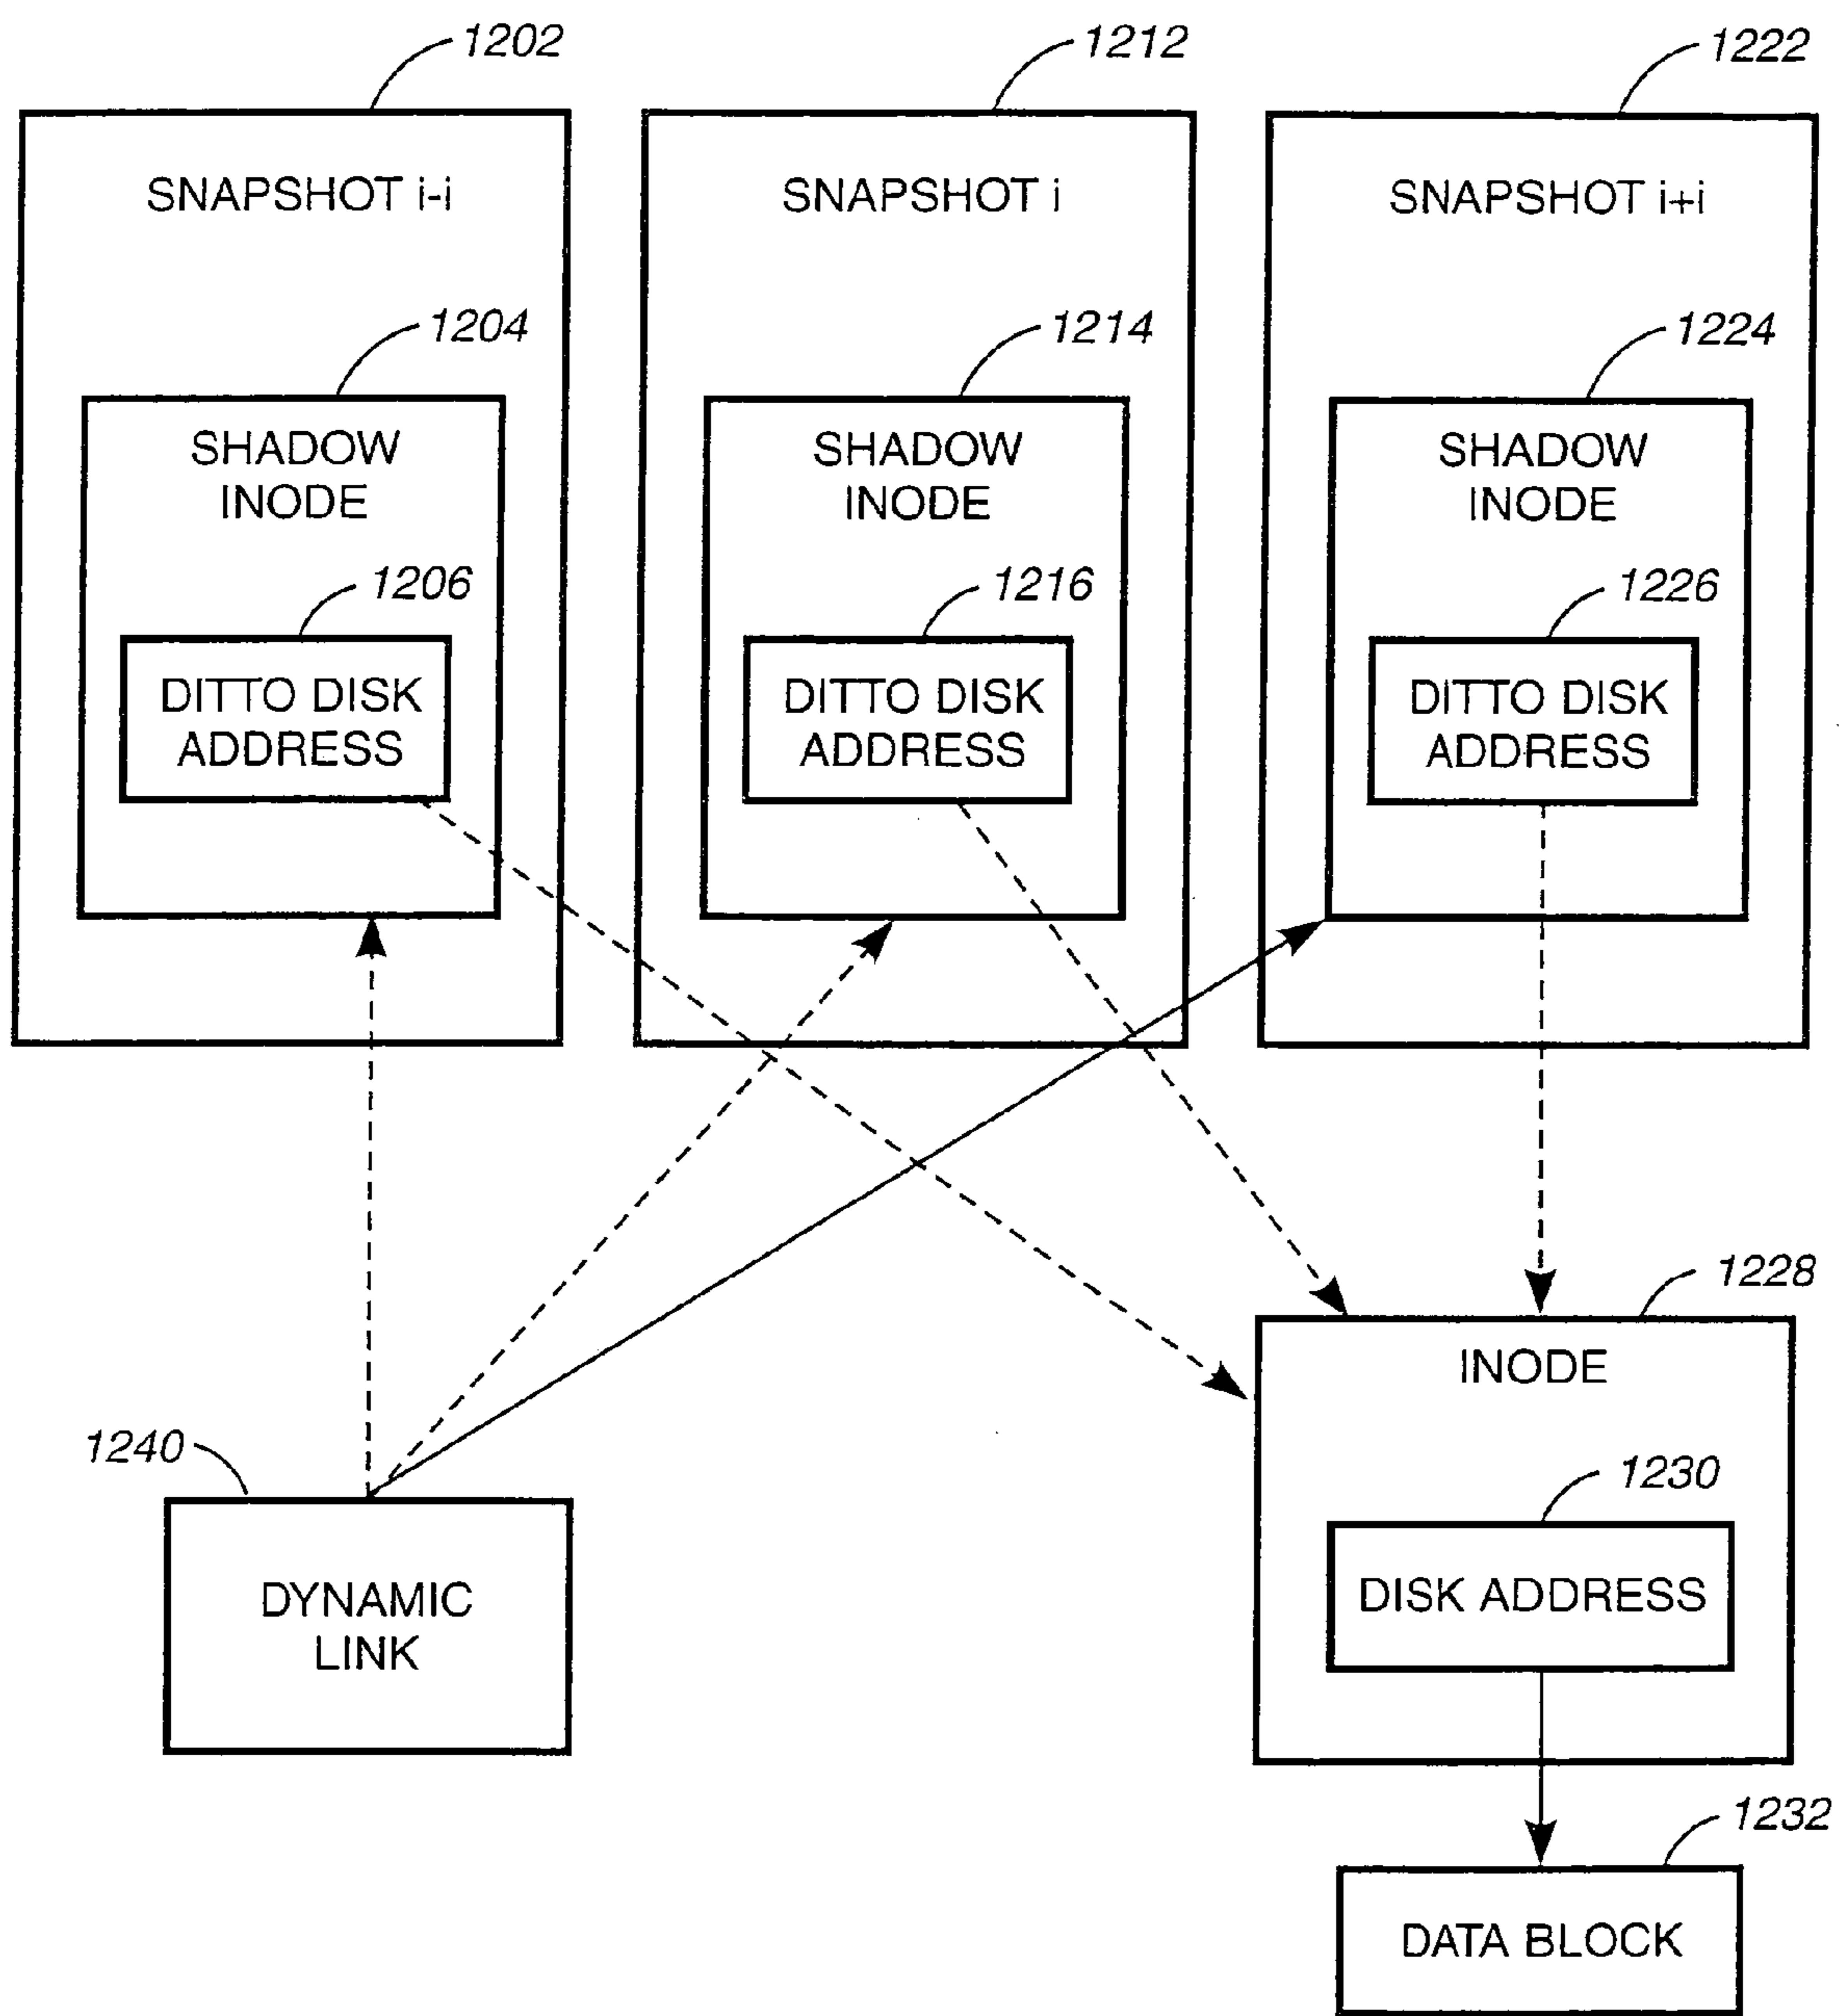 1202
1212
1222
SNAPSHOT i-i
SNAPSHOT i
SNAPSHOT i+i
1204
1214
1224
SHADOW
INODE
SHADOW
INODE
SHADOW
INODE
1206
1216
1226
DITTO DISK
ADDRESS
DITTO DISK
ADDRESS
DITTO DISK
ADDRESS
1228
INODE
1240
1230
DYNAMIC
LINK
DISK ADDRESS
1232
DATA BLOCK